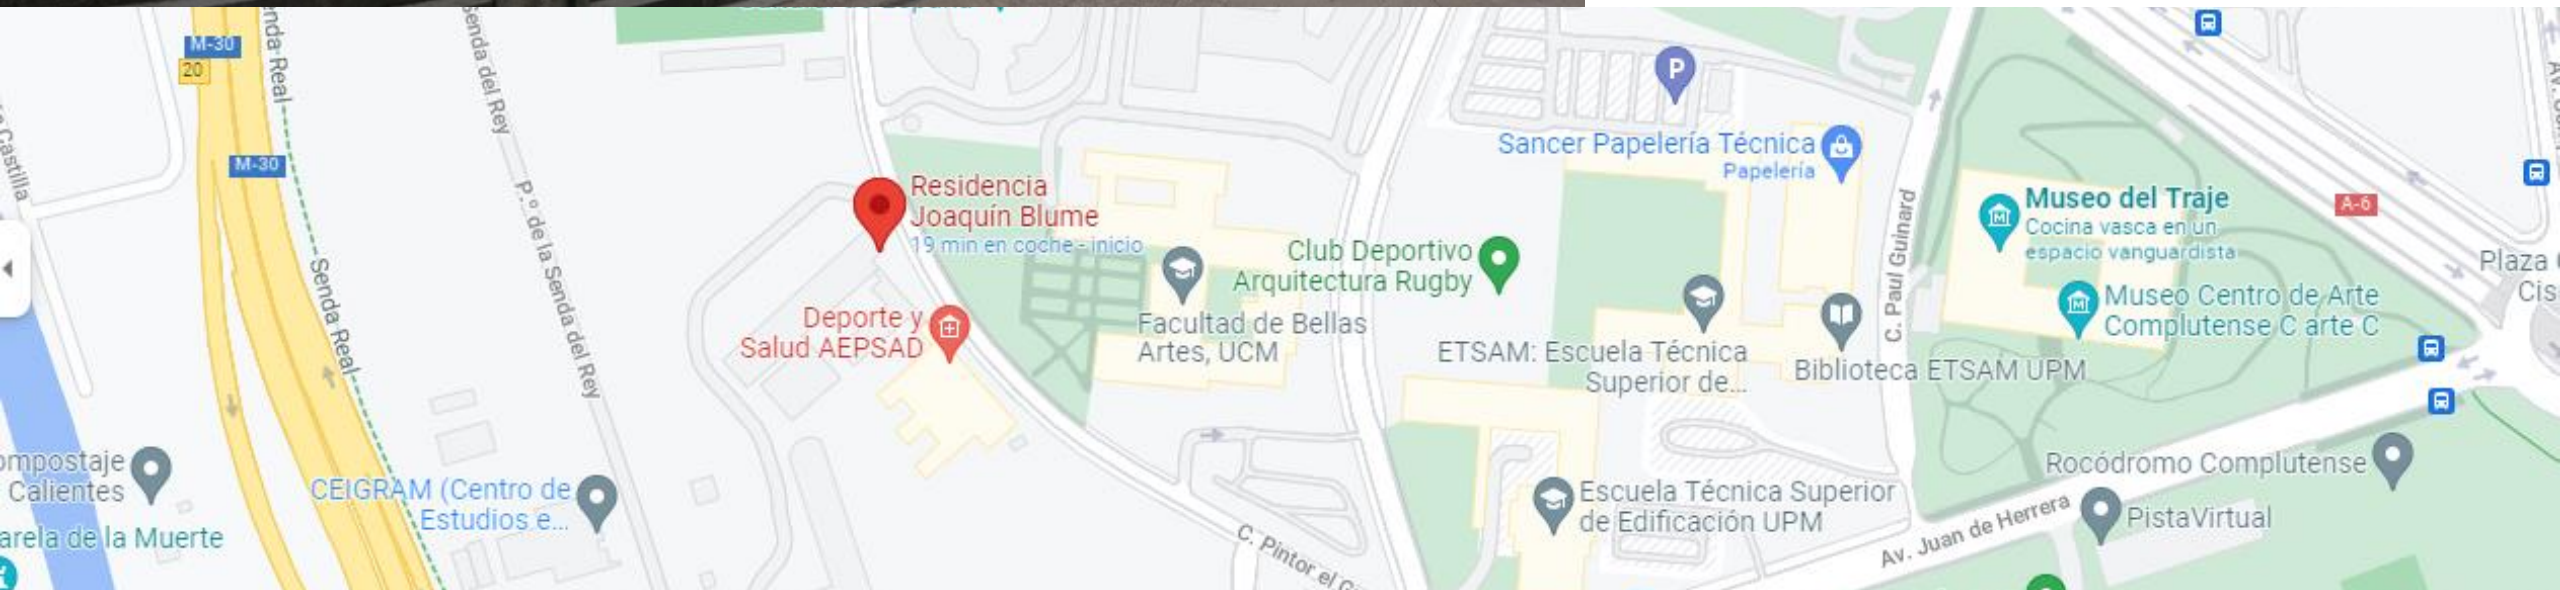 M-30
20
M-30
Senda Real
Senda del Rey
P.º de la Senda del Rey
Senda Real
Castilla
Residencia
Joaquín Blume
19 min en coche - inicio
Deporte y
Salud AEPSAD
Facultad de Bellas
Artes, UCM
Club Deportivo
Arquitectura Rugby
P
Sancer Papelería Técnica
Papelería
ETSAM: Escuela Técnica
Superior de...
Biblioteca ETSAM UPM
C. Paul Guinard
Museo del Traje
Cocina vasca en un
espacio vanguardista
Museo Centro de Arte
Complutense C arte C
A-6
Plaza
Cis
Av.
ompostaje
Calientes
arela de la Muerte
CEIGRAM (Centro de
Estudios e...
C. Pintor el G
Escuela Técnica Superior
de Edificación UPM
Av. Juan de Herrera
Rocódromo Complutense
PistaVirtual